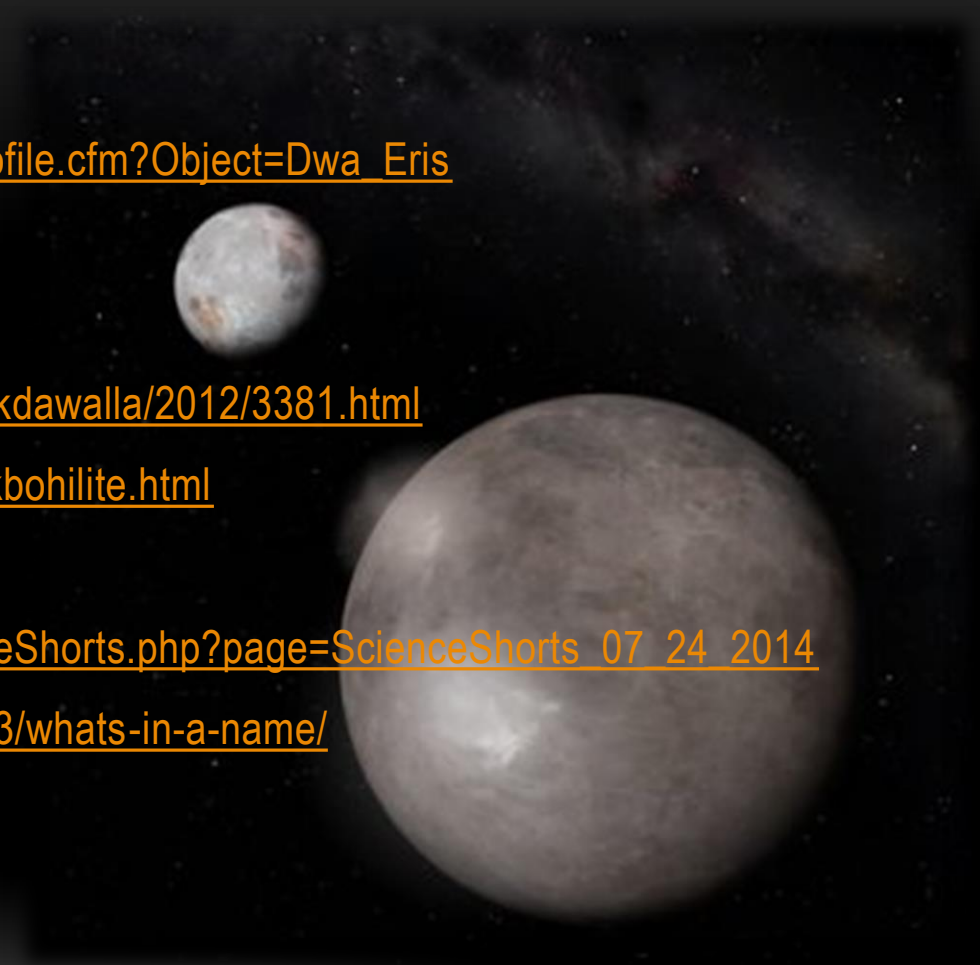 ofile.cfm?Object=Dwa_Eris
kdawalla/2012/3381.html
kbohilite.html
eShorts.php?page=ScienceShorts_07_24_2014
3/whats-in-a-name/